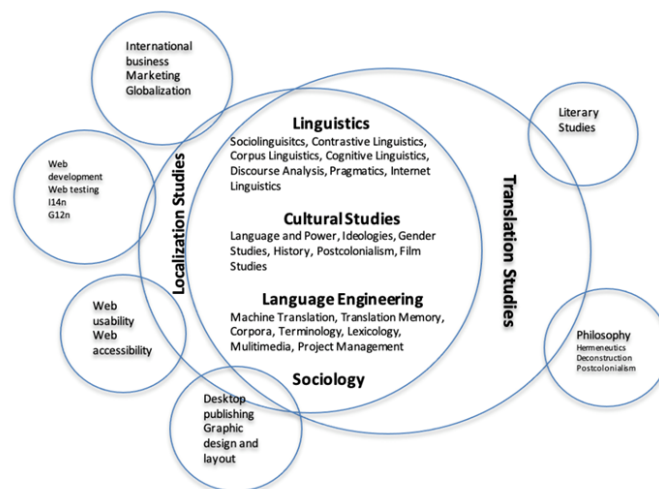 International
business
Marketing
Globalization
Literary
Studies
Linguistics
Sociolinguisitcs, Contrastive Linguistics,
Corpus Linguistics, Cognitive Linguistics,
Discourse Analysis, Pragmatics, Internet
Linguistics
Web
development
Web testing
I14n
G12n
Localization Studies
Translation Studies
Cultural Studies
Language and Power, Ideologies, Gender
Studies, History, Postcolonialism, Film
Studies
Web
usability
Web
accessibility
Language Engineering
Machine Translation, Translation Memory,
Corpora, Terminology, Lexicology,
Mulitimedia, Project Management
Philosophy
Hermeneutics
Deconstruction
Postcolonialism
Sociology
Desktop
publishing
Graphic
design and
layout